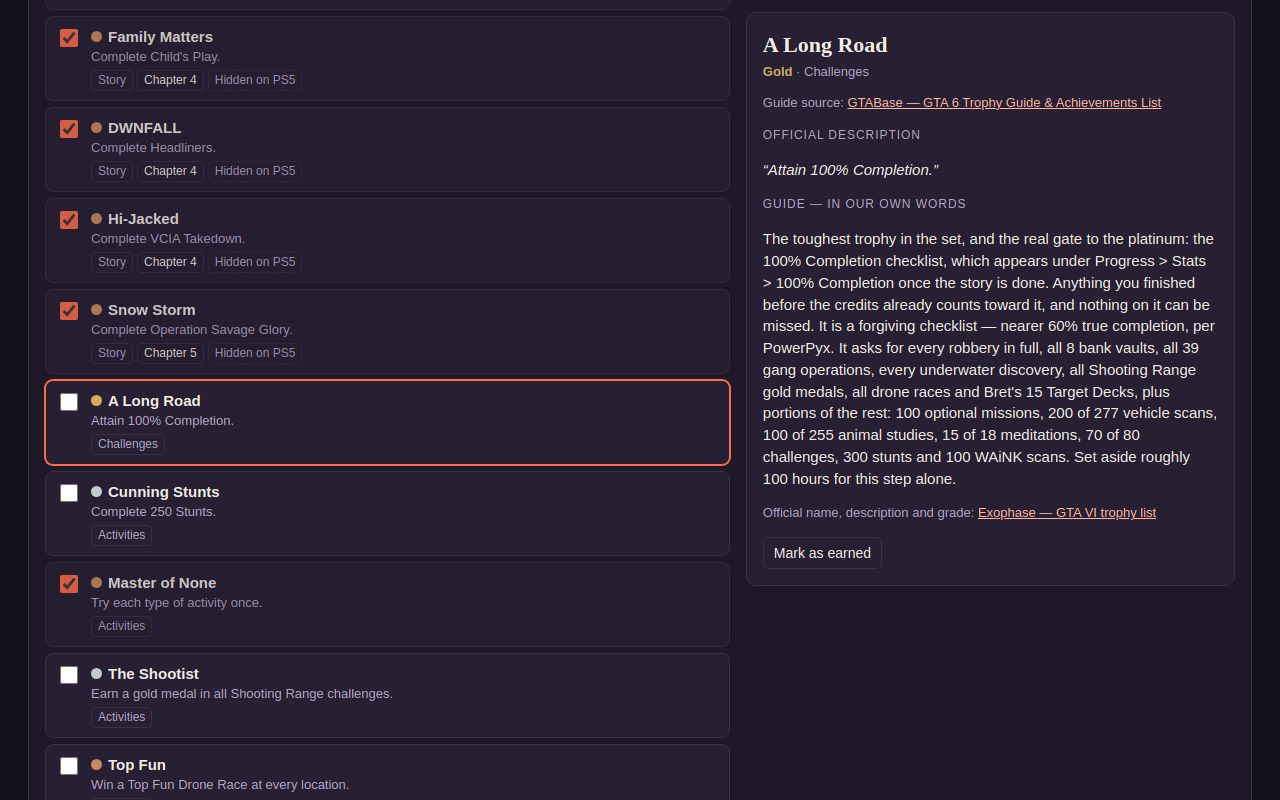 Family Matters
Complete Child's Play.
Story Chapter 4 Hidden on PS5
DWNFALL
Complete Headliners.
Story Chapter 4 Hidden on PS5
Hi-Jacked
Complete VCIA Takedown.
Story Chapter 4 Hidden on PS5
Snow Storm
Complete Operation Savage Glory.
Story Chapter 5 Hidden on PS5
A Long Road
Attain 100% Completion.
Challenges
Cunning Stunts
Complete 250 Stunts.
Activities
Master of None
Try each type of activity once.
Activities
The Shootist
Earn a gold medal in all Shooting Range challenges.
Activities
Top Fun
Win a Top Fun Drone Race at every location.
A Long Road
Gold · Challenges
Guide source: GTABase — GTA 6 Trophy Guide & Achievements List
OFFICIAL DESCRIPTION
“Attain 100% Completion.”
GUIDE — IN OUR OWN WORDS
The toughest trophy in the set, and the real gate to the platinum: the
100% Completion checklist, which appears under Progress > Stats
> 100% Completion once the story is done. Anything you finished
before the credits already counts toward it, and nothing on it can be
missed. It is a forgiving checklist — nearer 60% true completion, per
PowerPyx. It asks for every robbery in full, all 8 bank vaults, all 39
gang operations, every underwater discovery, all Shooting Range
gold medals, all drone races and Bret's 15 Target Decks, plus
portions of the rest: 100 optional missions, 200 of 277 vehicle scans,
100 of 255 animal studies, 15 of 18 meditations, 70 of 80
challenges, 300 stunts and 100 WAiNK scans. Set aside roughly
100 hours for this step alone.
Official name, description and grade: Exophase — GTA VI trophy list
Mark as earned